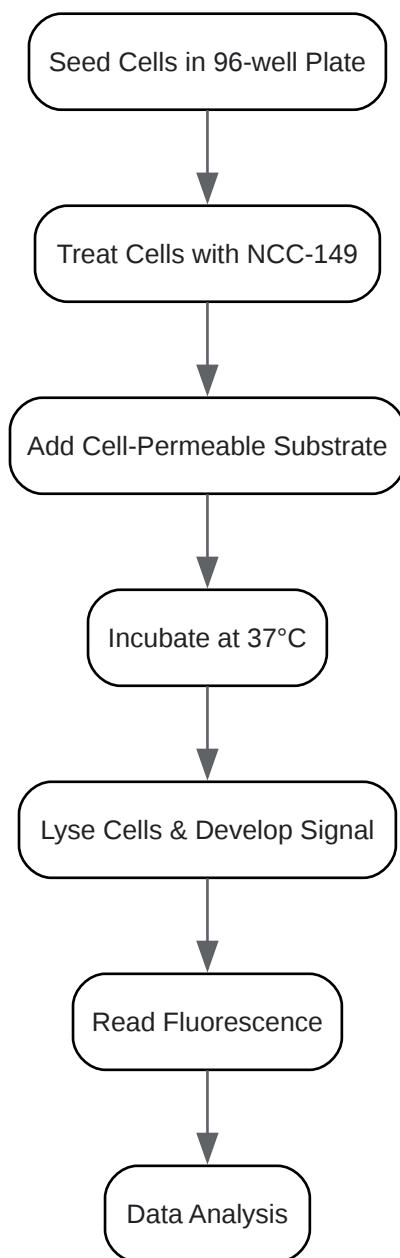 Seed Cells in 96-well Plate
Treat Cells with NCC-149
Add Cell-Permeable Substrate
Incubate at 37°C
Lyse Cells & Develop Signal
Read Fluorescence
Data Analysis